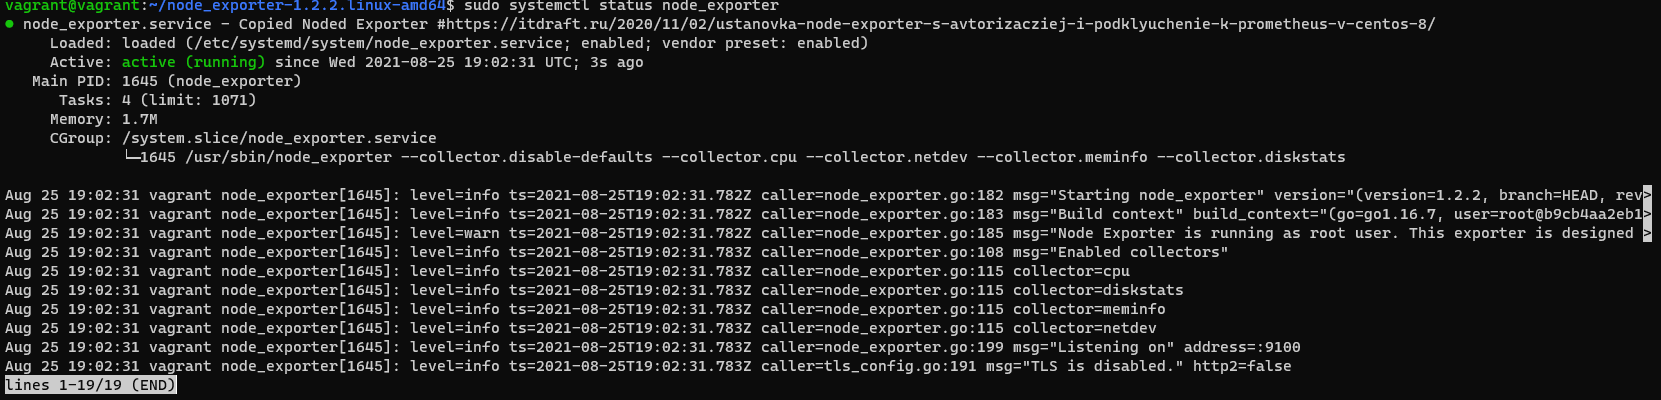 vagrant@vagrant:~/node_exporter-1.2.2.linux-amd64$ sudo systemctl status node_exporter
● node_exporter.service - Copied Noded Exporter #https://itdraft.ru/2020/11/02/ustanovka-node-exporter-s-avtorizacziej-i-podklyuchenie-k-prometheus-v-centos-8/
Loaded: loaded (/etc/systemd/system/node_exporter.service; enabled; vendor preset: enabled)
Active: active (running) since Wed 2021-08-25 19:02:31 UTC; 3s ago
Main PID: 1645 (node_exporter)
Tasks: 4 (limit: 1071)
Memory: 1.7M
CGroup: /system.slice/node_exporter.service
└─1645 /usr/sbin/node_exporter --collector.disable-defaults --collector.cpu --collector.netdev --collector.meminfo --collector.diskstats
Aug 25 19:02:31 vagrant node_exporter[1645]: level=info ts=2021-08-25T19:02:31.782Z caller=node_exporter.go:182 msg="Starting node_exporter" version="(version=1.2.2, branch=HEAD, rev>
Aug 25 19:02:31 vagrant node_exporter[1645]: level=info ts=2021-08-25T19:02:31.782Z caller=node_exporter.go:183 msg="Build context" build_context="(go=go1.16.7, user=root@b9cb4aa2eb1>
Aug 25 19:02:31 vagrant node_exporter[1645]: level=warn ts=2021-08-25T19:02:31.782Z caller=node_exporter.go:185 msg="Node Exporter is running as root user. This exporter is designed >
Aug 25 19:02:31 vagrant node_exporter[1645]: level=info ts=2021-08-25T19:02:31.783Z caller=node_exporter.go:108 msg="Enabled collectors"
Aug 25 19:02:31 vagrant node_exporter[1645]: level=info ts=2021-08-25T19:02:31.783Z caller=node_exporter.go:115 collector=cpu
Aug 25 19:02:31 vagrant node_exporter[1645]: level=info ts=2021-08-25T19:02:31.783Z caller=node_exporter.go:115 collector=diskstats
Aug 25 19:02:31 vagrant node_exporter[1645]: level=info ts=2021-08-25T19:02:31.783Z caller=node_exporter.go:115 collector=meminfo
Aug 25 19:02:31 vagrant node_exporter[1645]: level=info ts=2021-08-25T19:02:31.783Z caller=node_exporter.go:115 collector=netdev
Aug 25 19:02:31 vagrant node_exporter[1645]: level=info ts=2021-08-25T19:02:31.783Z caller=node_exporter.go:199 msg="Listening on" address=:9100
Aug 25 19:02:31 vagrant node_exporter[1645]: level=info ts=2021-08-25T19:02:31.783Z caller=tls_config.go:191 msg="TLS is disabled." http2=false
lines 1-19/19 (END)